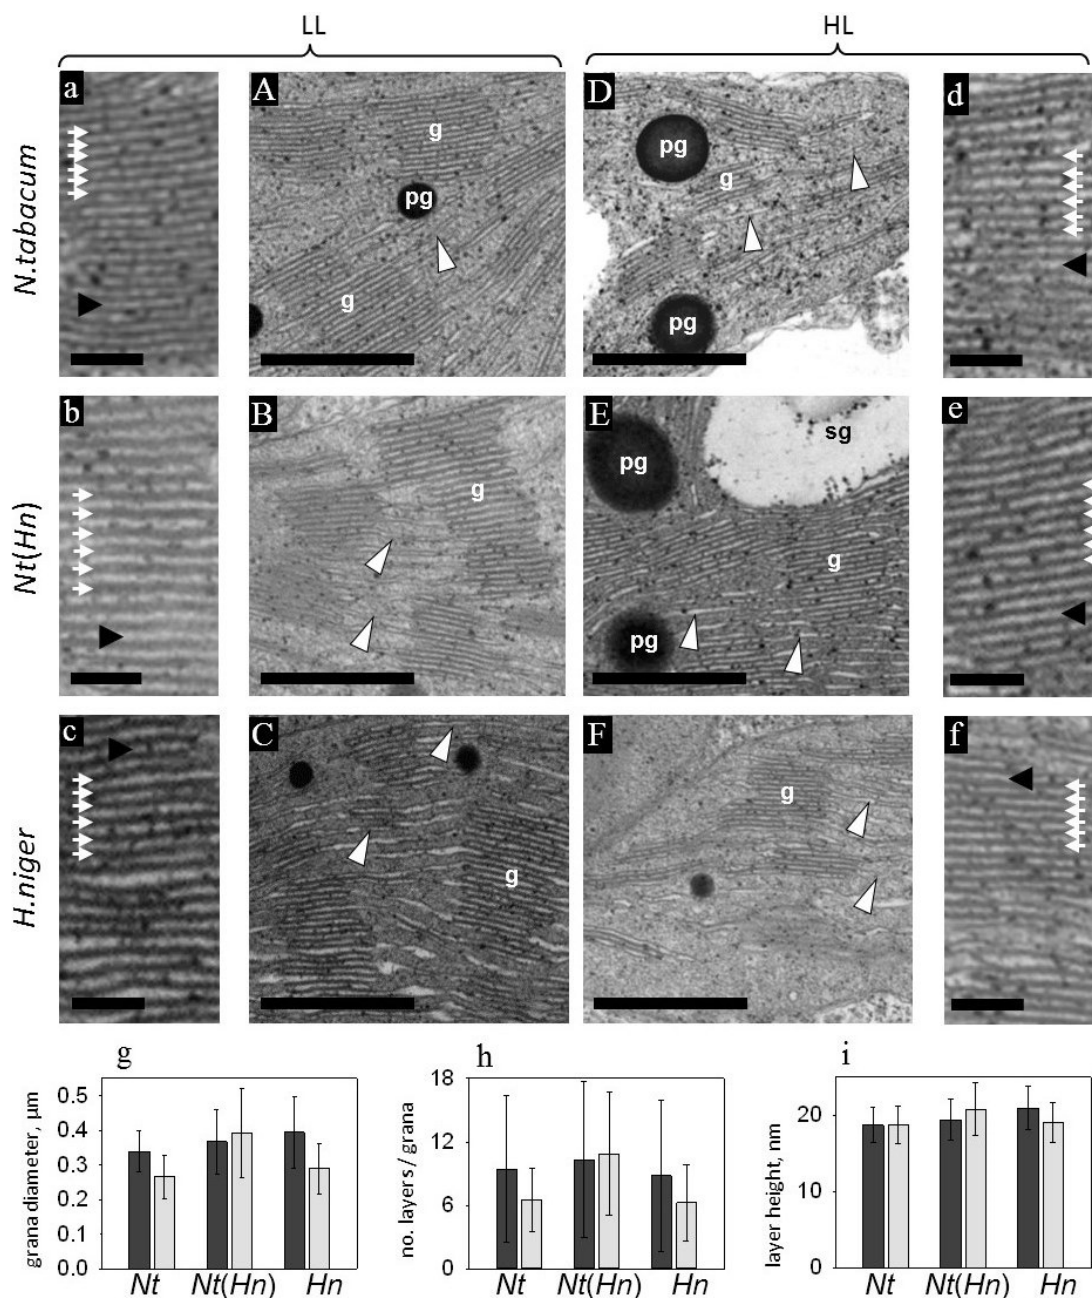 LL HL
N.tabacum
a A D d
g pg g
pg g pg
Nt(Hn)
b B E e
g pg sg g pg
H.niger
c C F f
g g
g h i
grana diameter, µm
0.5
0.4
0.3
0.2
0.1
0.0
Nt Nt(Hn) Hn
no. layers / grana
18
12
6
0
Nt Nt(Hn) Hn
layer height, nm
20
10
0
Nt Nt(Hn) Hn